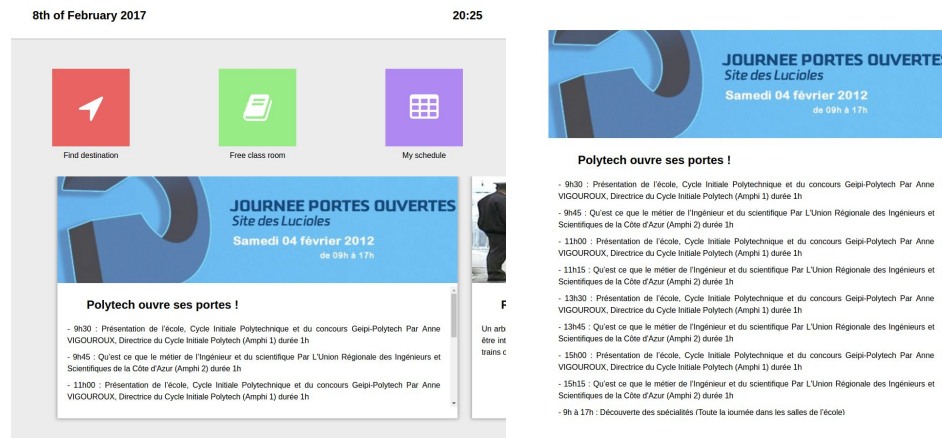 8th of February 2017
20:25
Find destination
Free class room
My schedule
JOURNEE PORTES OUVERTES
Site des Lucioles
Samedi 04 février 2012
de 09h à 17h
Polytech ouvre ses portes !
- 9h30 : Présentation de l'école, Cycle Initiale Polytechnique et du concours Geipi-Polytech Par Anne
VIGOUROUX, Directrice du Cycle Initiale Polytech (Amphi 1) durée 1h
- 9h45 : Qu'est ce que le métier de l'Ingénieur et du scientifique Par L'Union Régionale des Ingénieurs et
Scientifiques de la Côte d'Azur (Amphi 2) durée 1h
- 11h00 : Présentation de l'école, Cycle Initiale Polytechnique et du concours Geipi-Polytech Par Anne
VIGOUROUX, Directrice du Cycle Initiale Polytech (Amphi 1) durée 1h
Un arb
être int
trains d
JOURNEE PORTES OUVERTES
Site des Lucioles
Samedi 04 février 2012
de 09h à 17h
Polytech ouvre ses portes !
- 9h30 : Présentation de l'école, Cycle Initiale Polytechnique et du concours Geipi-Polytech Par Anne
VIGOUROUX, Directrice du Cycle Initiale Polytech (Amphi 1) durée 1h
- 9h45 : Qu'est ce que le métier de l'Ingénieur et du scientifique Par L'Union Régionale des Ingénieurs et
Scientifiques de la Côte d'Azur (Amphi 2) durée 1h
- 11h00 : Présentation de l'école, Cycle Initiale Polytechnique et du concours Geipi-Polytech Par Anne
VIGOUROUX, Directrice du Cycle Initiale Polytech (Amphi 1) durée 1h
- 11h15 : Qu'est ce que le métier de l'Ingénieur et du scientifique Par L'Union Régionale des Ingénieurs et
Scientifiques de la Côte d'Azur (Amphi 2) durée 1h
- 13h30 : Présentation de l'école, Cycle Initiale Polytechnique et du concours Geipi-Polytech Par Anne
VIGOUROUX, Directrice du Cycle Initiale Polytech (Amphi 1) durée 1h
- 13h45 : Qu'est ce que le métier de l'Ingénieur et du scientifique Par L'Union Régionale des Ingénieurs et
Scientifiques de la Côte d'Azur (Amphi 2) durée 1h
- 15h00 : Présentation de l'école, Cycle Initiale Polytechnique et du concours Geipi-Polytech Par Anne
VIGOUROUX, Directrice du Cycle Initiale Polytech (Amphi 1) durée 1h
- 15h15 : Qu'est ce que le métier de l'Ingénieur et du scientifique Par L'Union Régionale des Ingénieurs et
Scientifiques de la Côte d'Azur (Amphi 2) durée 1h
- 9h à 17h : Découverte des spécialités (Toute la journée dans les salles de l'école)